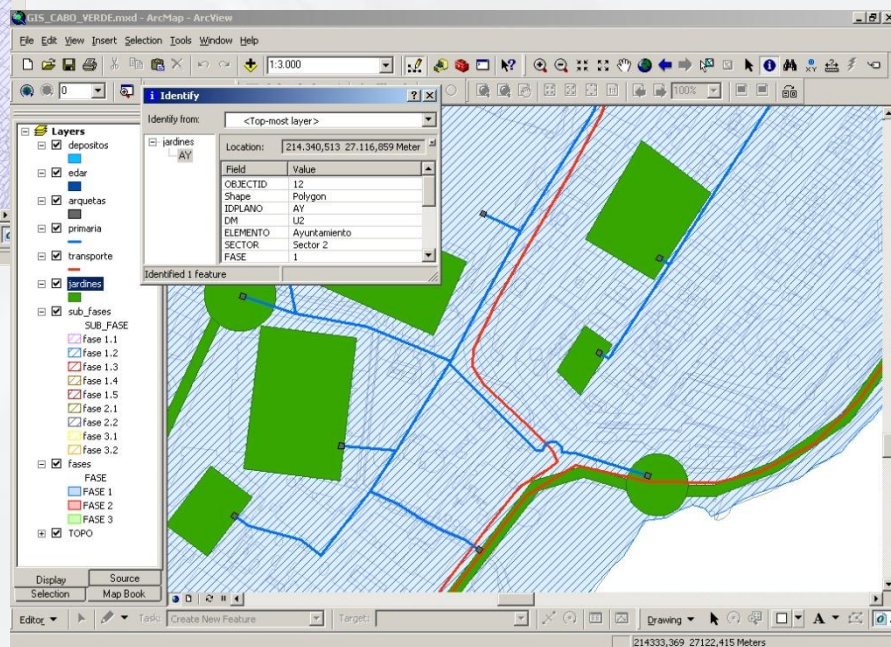 GIS_CABO_VERDE.mxd - ArcMap - ArcView
File Edit View Insert Selection Tools Window Help
1:3.000
0
100%
Identify
Identify from: <Top-most layer>
jardines
AY
Location: 214.340,513 27.116,859 Meter
Field Value
OBJECTID 12
Shape Polygon
IDPLANO AY
DM U2
ELEMENTO Ayuntamiento
SECTOR Sector 2
FASE 1
Identified 1 feature
Layers
depositos
edar
arquetas
primaria
transporte
jardines
sub_fases
SUB_FASE
fase 1.1
fase 1.2
fase 1.3
fase 1.4
fase 1.5
fase 2.1
fase 2.2
fase 3.1
fase 3.2
fases
FASE
FASE 1
FASE 2
FASE 3
TOPO
Display Source
Selection Map Book
Editor Task: Create New Feature Target: Drawing A
214333,369 27122,415 Meters